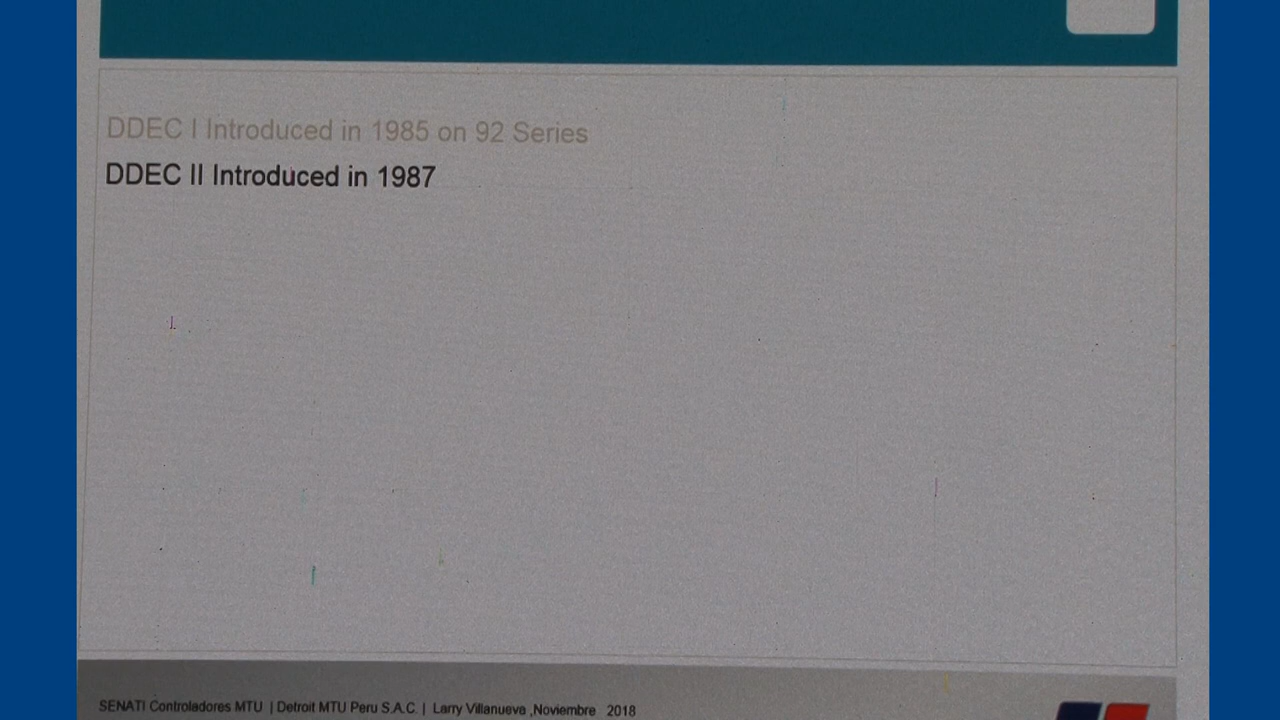 DDEC I Introduced in 1985 on 92 Series
DDEC II Introduced in 1987
SENATI Controladores MTU | Detroit MTU Peru S.A.C. | Larry Villanueva ,Noviembre 2018